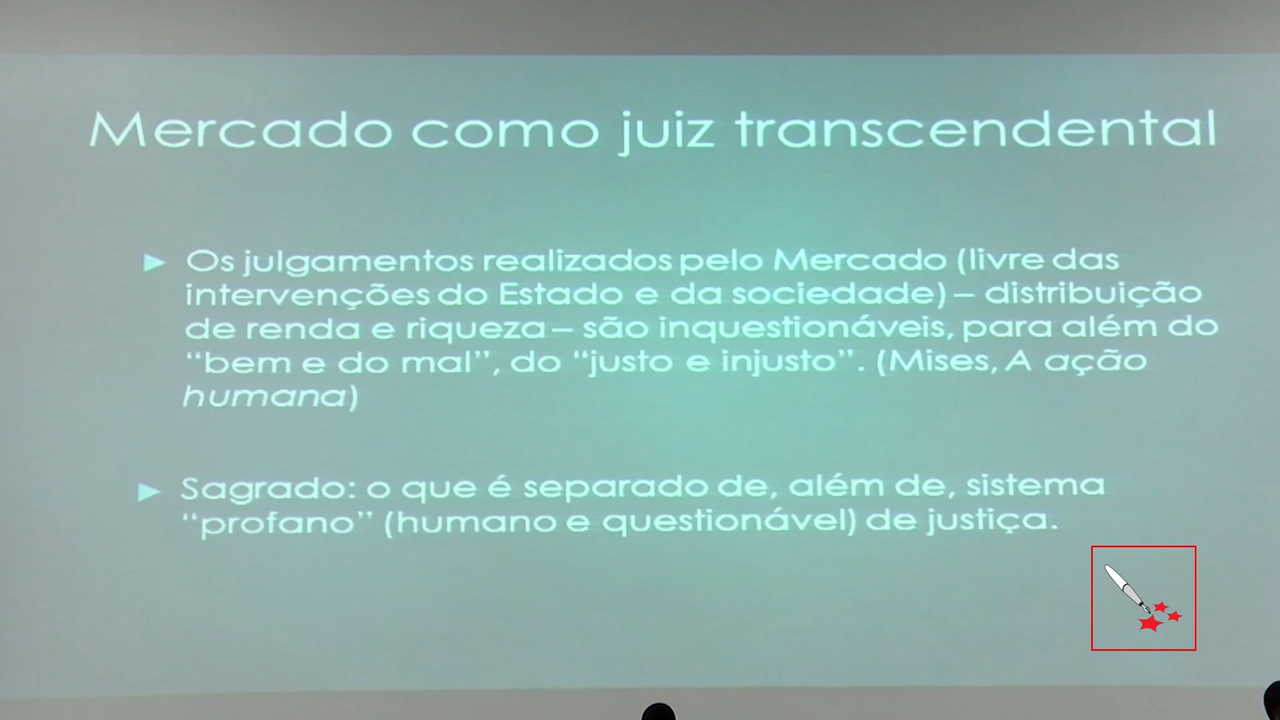 Mercado como juiz transcendental
► Os julgamentos realizados pelo Mercado (livre das
intervenções do Estado e da sociedade) – distribuição
de renda e riqueza – são inquestionáveis, para além do
“bem e do mal”, do “justo e injusto”. (Mises, A ação
humana)
► Sagrado: o que é separado de, além de, sistema
“profano” (humano e questionável) de justiça.